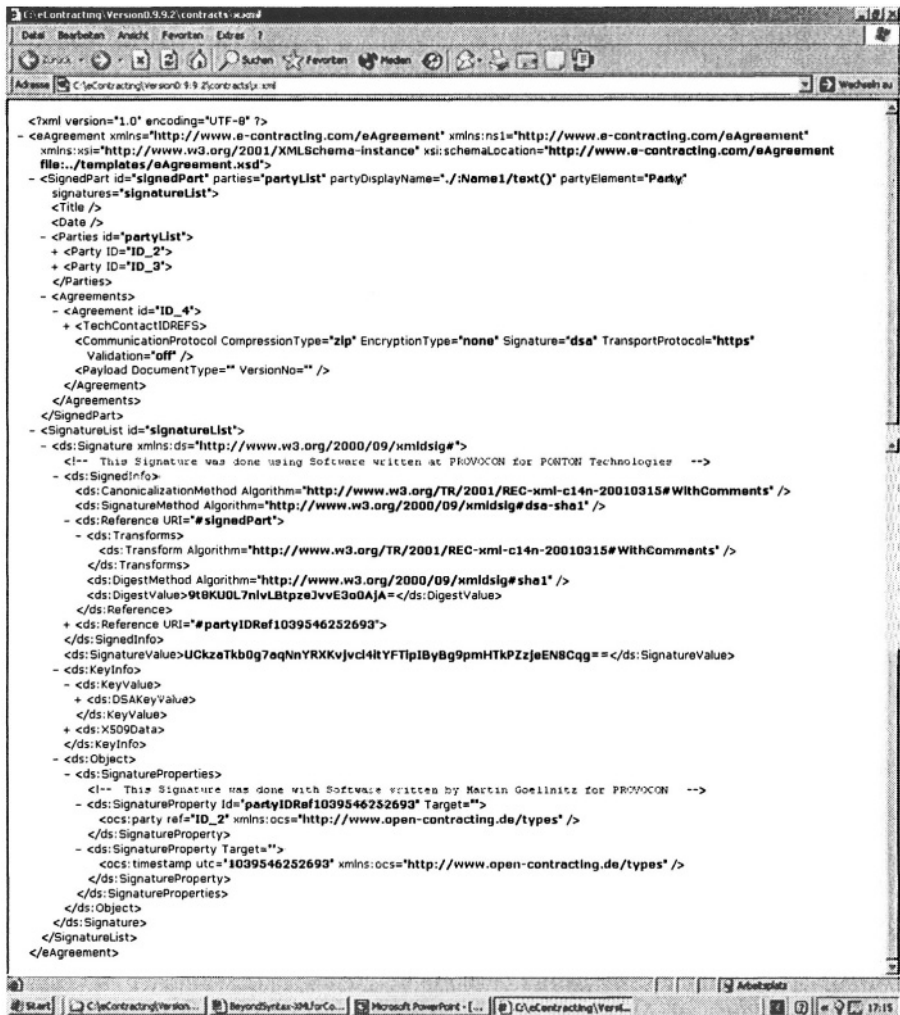 C:\eContracting\Version0.9.9.2\contracts\x.xml
Datei Bearbeiten Ansicht Favoriten Extras ?
Zurück Suchen Favoriten Medien
Adresse C:\eContracting\Version0.9.9.2\contracts\x.xml Wechseln zu
<?xml version="1.0" encoding="UTF-8" ?>
- <eAgreement xmlns="http://www.e-contracting.com/eAgreement" xmlns:ns1="http://www.e-contracting.com/eAgreement"
xmlns:xsi="http://www.w3.org/2001/XMLSchema-instance" xsi:schemaLocation="http://www.e-contracting.com/eAgreement
file:../templates/eAgreement.xsd">
- <SignedPart id="signedPart" parties="partyList" partyDisplayName="./:Name1/text()" partyElement="Party"
signatures="signatureList">
<Title />
<Date />
- <Parties id="partyList">
+ <Party ID="ID_2">
+ <Party ID="ID_3">
</Parties>
- <Agreements>
- <Agreement id="ID_4">
+ <TechContactIDREFS>
<CommunicationProtocol CompressionType="zip" EncryptionType="none" Signature="dsa" TransportProtocol="https"
Validation="off" />
<Payload DocumentType="" VersionNo="" />
</Agreement>
</Agreements>
</SignedPart>
- <SignatureList id="signatureList">
- <ds:Signature xmlns:ds="http://www.w3.org/2000/09/xmldsig#">
<!-- This Signature was done using Software written at PROVOCON for PONTON Technologies -->
- <ds:SignedInfo>
<ds:CanonicalizationMethod Algorithm="http://www.w3.org/TR/2001/REC-xml-c14n-20010315#WithComments" />
<ds:SignatureMethod Algorithm="http://www.w3.org/2000/09/xmldsig#dsa-sha1" />
- <ds:Reference URI="#signedPart">
- <ds:Transforms>
<ds:Transform Algorithm="http://www.w3.org/TR/2001/REC-xml-c14n-20010315#WithComments" />
</ds:Transforms>
<ds:DigestMethod Algorithm="http://www.w3.org/2000/09/xmldsig#sha1" />
<ds:DigestValue>9t8KU0L7nlvLBtpzeJvvE3o0AjA=</ds:DigestValue>
</ds:Reference>
+ <ds:Reference URI="#partyIDRef1039546252693">
</ds:SignedInfo>
<ds:SignatureValue>UCkzaTkb0g7aqNnYRXKvjvcl4itYFTipIByBg9pmHTkPZzjeEN8Cqg==</ds:SignatureValue>
- <ds:KeyInfo>
- <ds:KeyValue>
+ <ds:DSAKeyValue>
</ds:KeyValue>
+ <ds:X509Data>
</ds:KeyInfo>
- <ds:Object>
- <ds:SignatureProperties>
<!-- This Signature was done with Software written by Martin Goellnitz for PROVOCON -->
- <ds:SignatureProperty Id="partyIDRef1039546252693" Target="">
<ocs:party ref="ID_2" xmlns:ocs="http://www.open-contracting.de/types" />
</ds:SignatureProperty>
- <ds:SignatureProperty Target="">
<ocs:timestamp utc="1039546252693" xmlns:ocs="http://www.open-contracting.de/types" />
</ds:SignatureProperty>
</ds:SignatureProperties>
</ds:Object>
</ds:Signature>
</SignatureList>
</eAgreement>
Arbeitsplatz
Start C:\eContracting\Version... BeyondSyntax-XMLforCo... Microsoft PowerPoint - [... C:\eContracting\Versi... 17:15